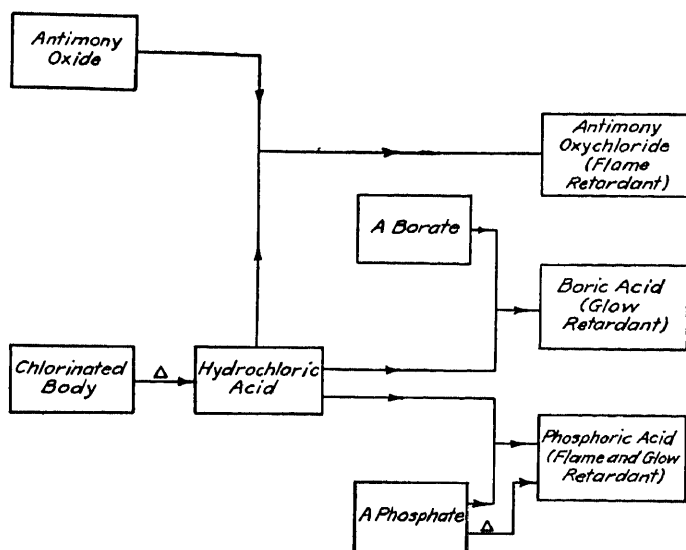 Antimony
Oxide
Antimony
Oxychloride
(Flame
Retardant)
A Borate
Boric Acid
(Glow
Retardant)
Chlorinated
Body
Δ
Hydrochloric
Acid
Phosphoric Acid
(Flame and Glow
Retardant)
A Phosphate
Δ